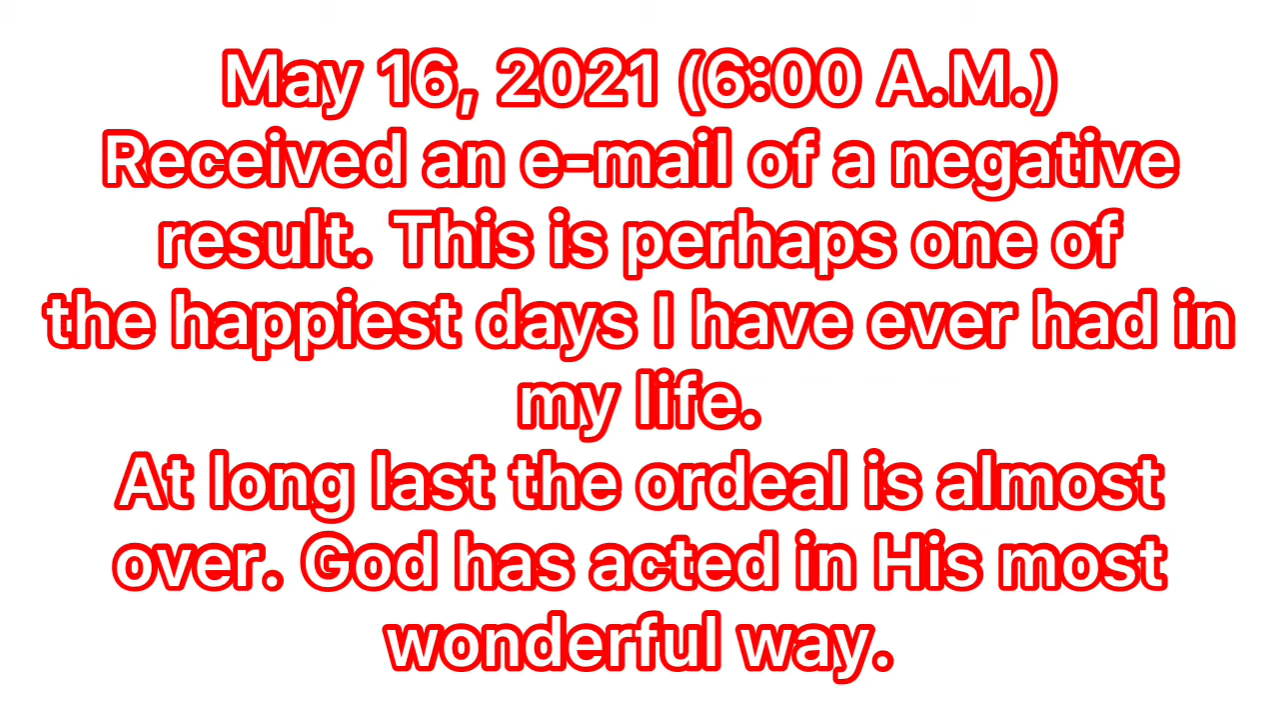 May 16, 2021 (6:00 A.M.)
Received an e-mail of a negative
result. This is perhaps one of
the happiest days I have ever had in
my life.
At long last the ordeal is almost
over. God has acted in His most
wonderful way.